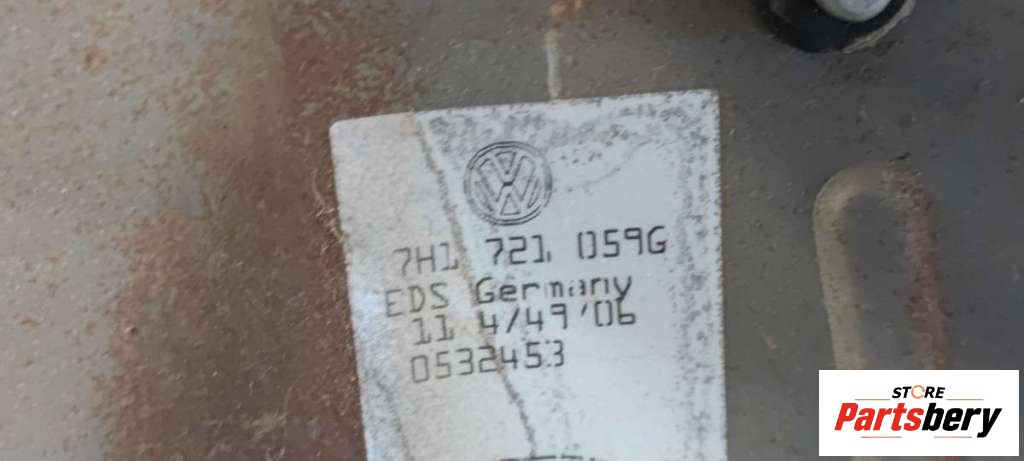 7H1 721 059G
EDS Germany
11 4/49/06
0532453
STORE
Partsbery